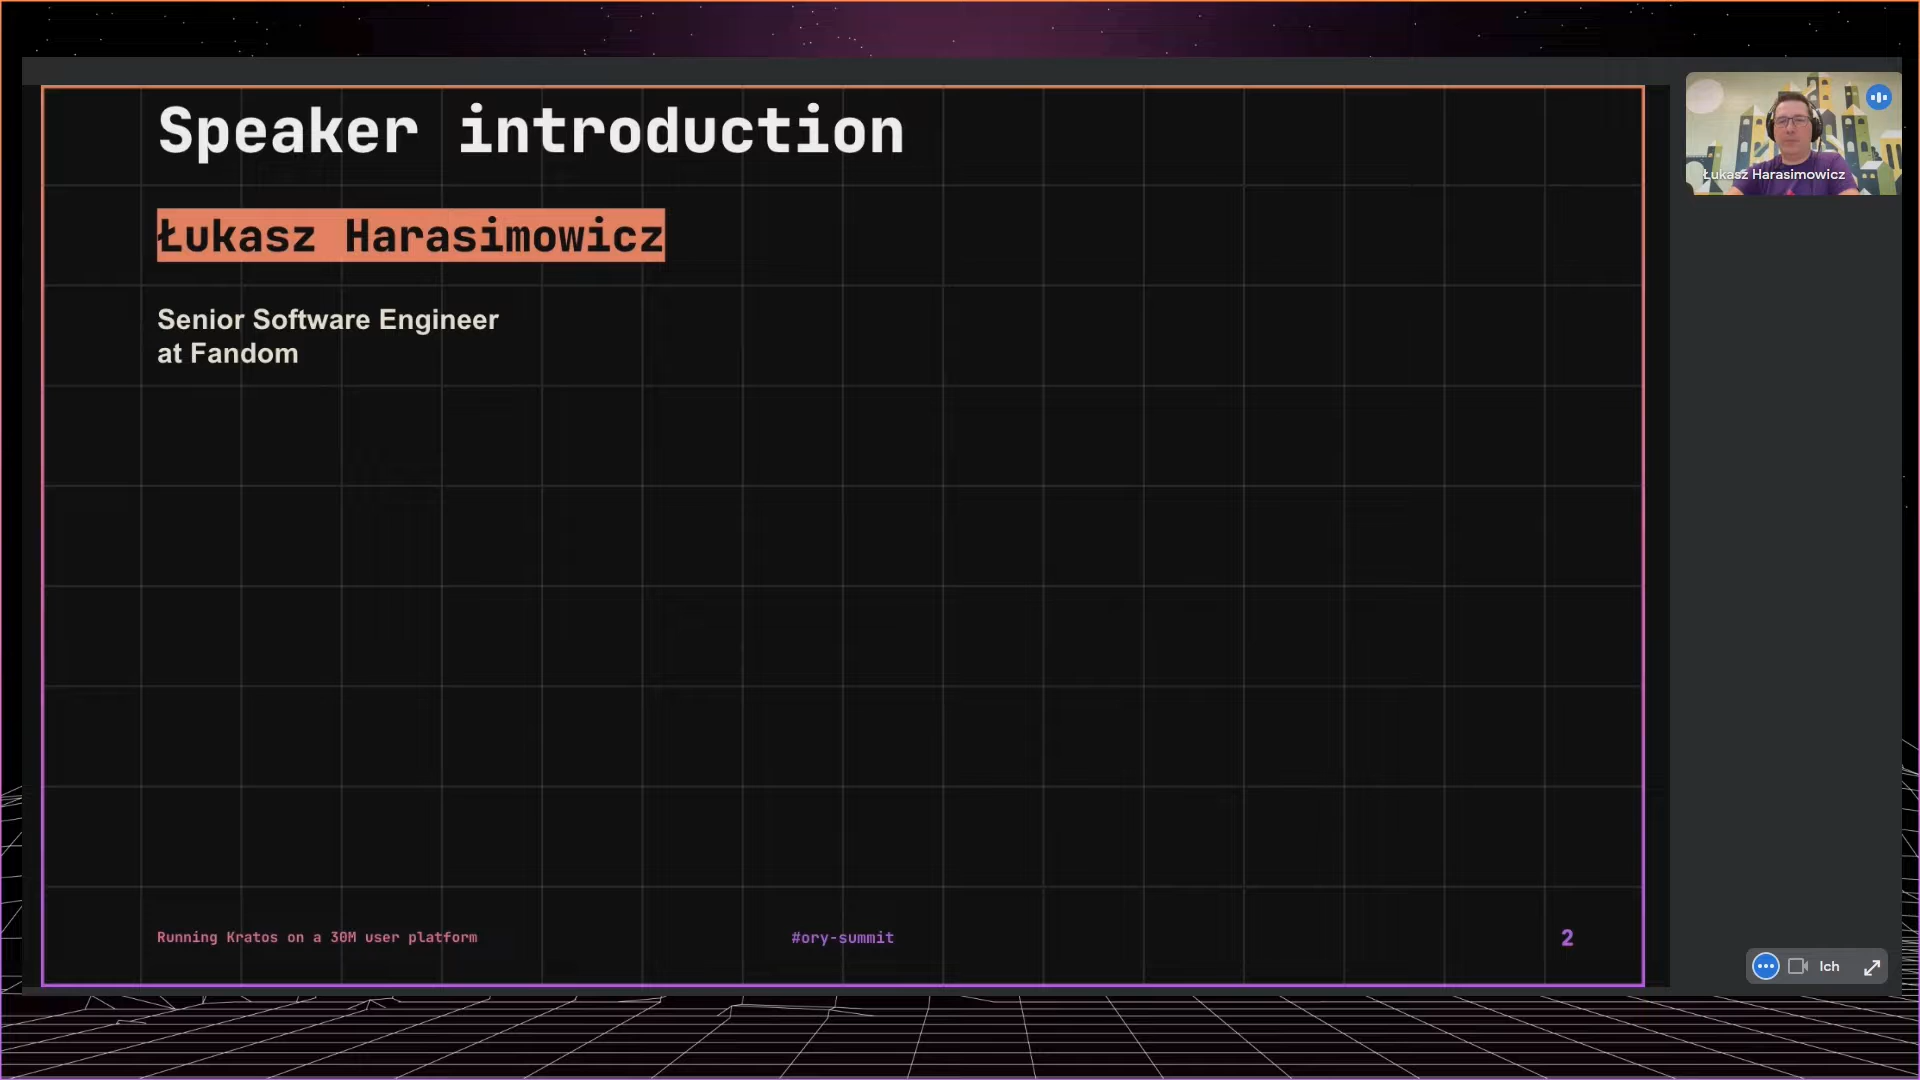 Speaker introduction
Łukasz Harasimowicz
Senior Software Engineer
at Fandom
Running Kratos on a 30M user platform
#ory-summit
2
Łukasz Harasimowicz
Ich